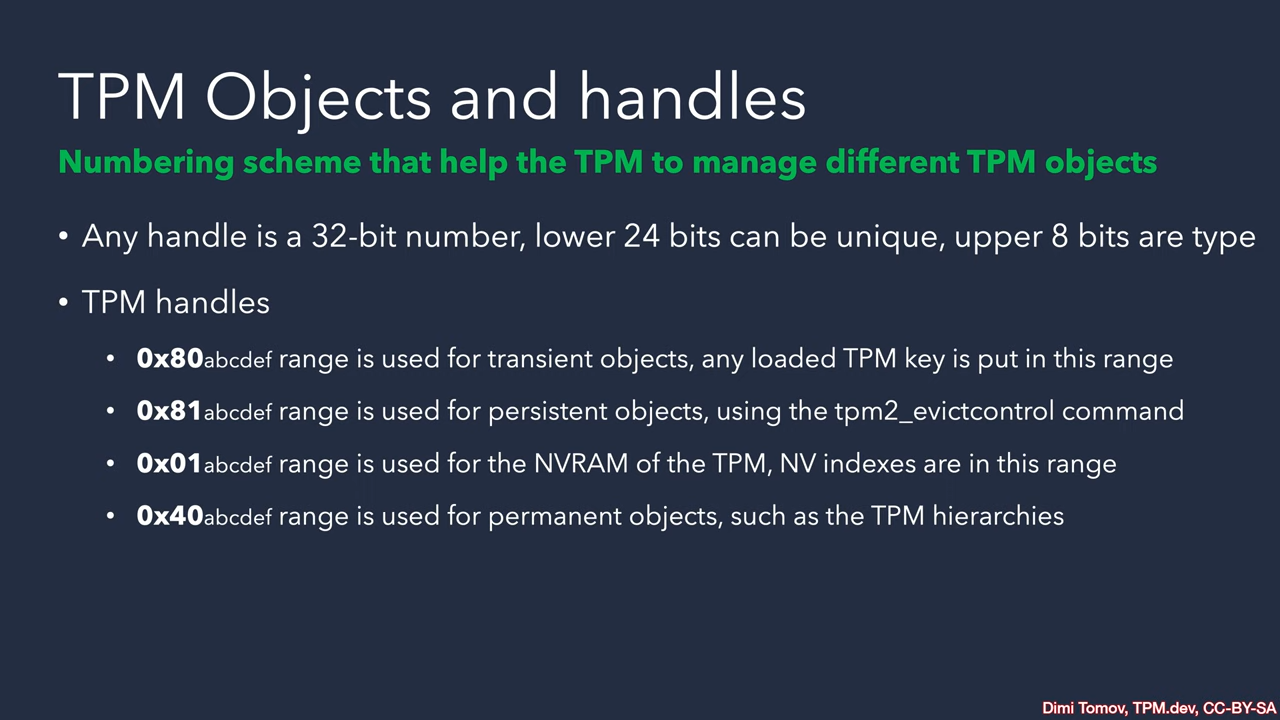 TPM Objects and handles
Numbering scheme that help the TPM to manage different TPM objects
• Any handle is a 32-bit number, lower 24 bits can be unique, upper 8 bits are type
• TPM handles
• 0x80abcdef range is used for transient objects, any loaded TPM key is put in this range
• 0x81abcdef range is used for persistent objects, using the tpm2_evictcontrol command
• 0x01abcdef range is used for the NVRAM of the TPM, NV indexes are in this range
• 0x40abcdef range is used for permanent objects, such as the TPM hierarchies
Dimi Tomov, TPM.dev, CC-BY-SA